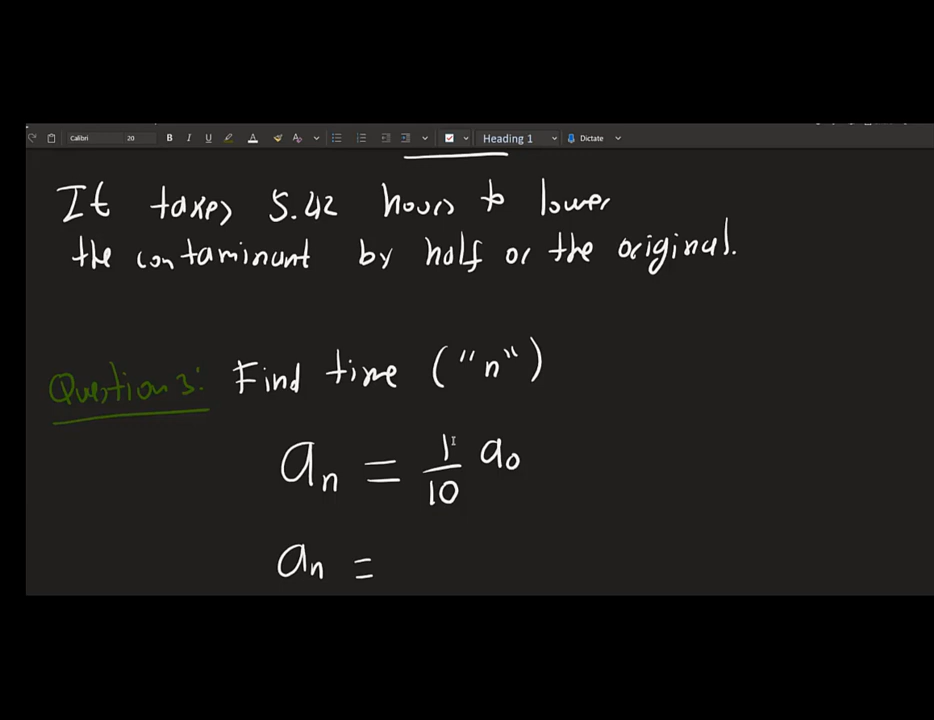 Calibri 20 B I U A A Heading 1 Dictate
It takes 5.42 hours to lower
the contaminant by half or the original.
Question 3: Find time ("n")
an = 1/10 a0
an =